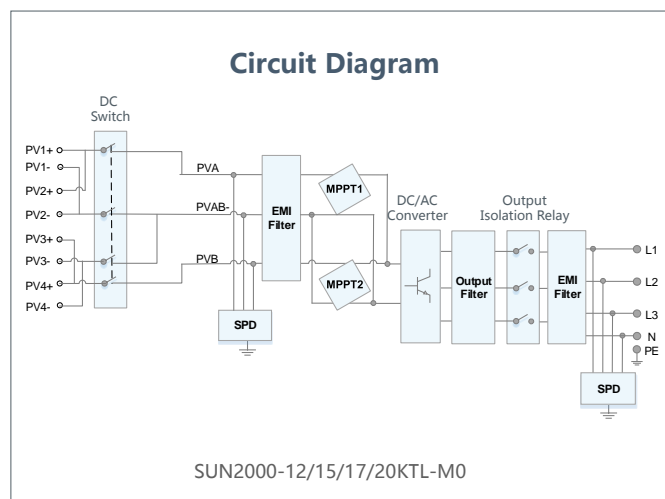 Circuit Diagram
DC
Switch
PV1+
PV1-
PV2+
PV2-
PV3+
PV3-
PV4+
PV4-
PVA
PVAB-
PVB
EMI
Filter
SPD
MPPT1
MPPT2
DC/AC
Converter
Output
Filter
Output
Isolation Relay
EMI
Filter
L1
L2
L3
N
PE
SPD
SUN2000-12/15/17/20KTL-M0